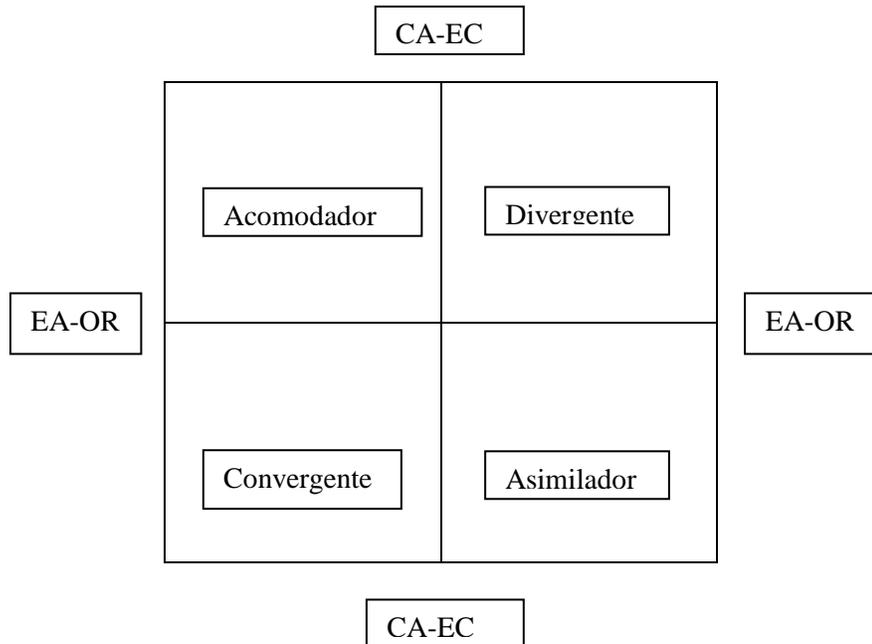 CA-EC
Acomodador
Divergente
EA-OR
EA-OR
Convergente
Asimilador
CA-EC